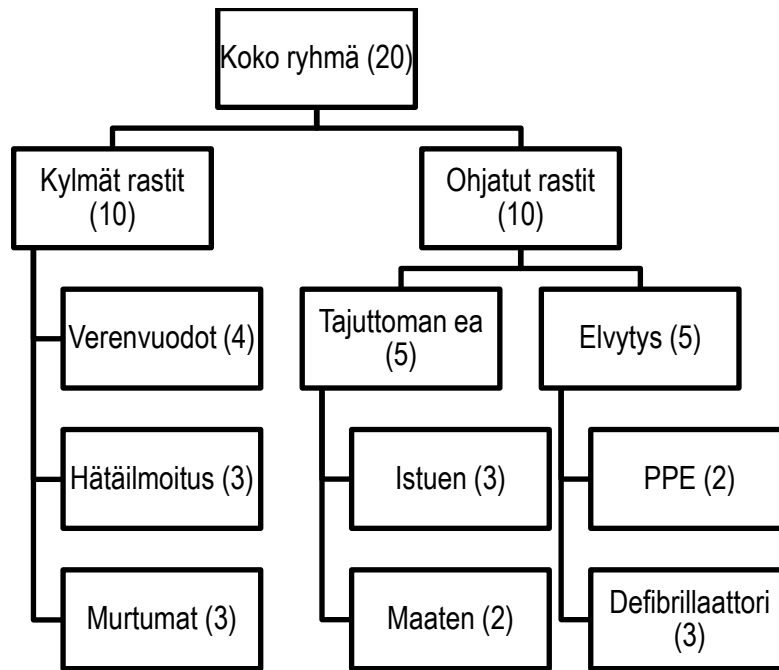 Koko ryhmä (20)
Kylmät rastit
(10)
Ohjatut rastit
(10)
Verenvuodot (4)
Hätäilmoitus (3)
Murtumat (3)
Tajuttoman ea
(5)
Istuen (3)
Maaten (2)
Elvytys (5)
PPE (2)
Defibrillaattori
(3)